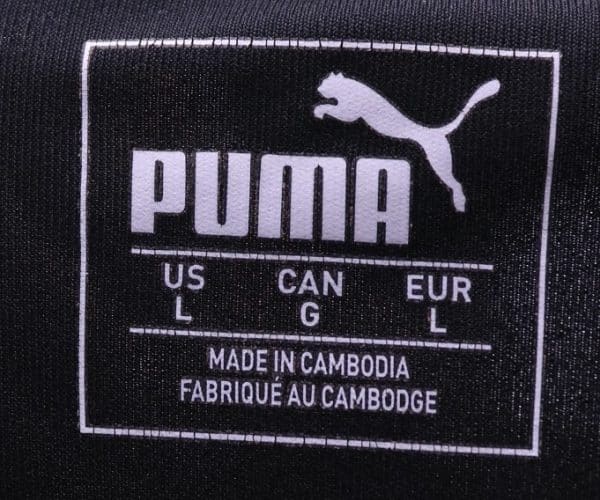 PUMA
US CAN EUR
L G L
MADE IN CAMBODIA
FABRIQUÉ AU CAMBODGE